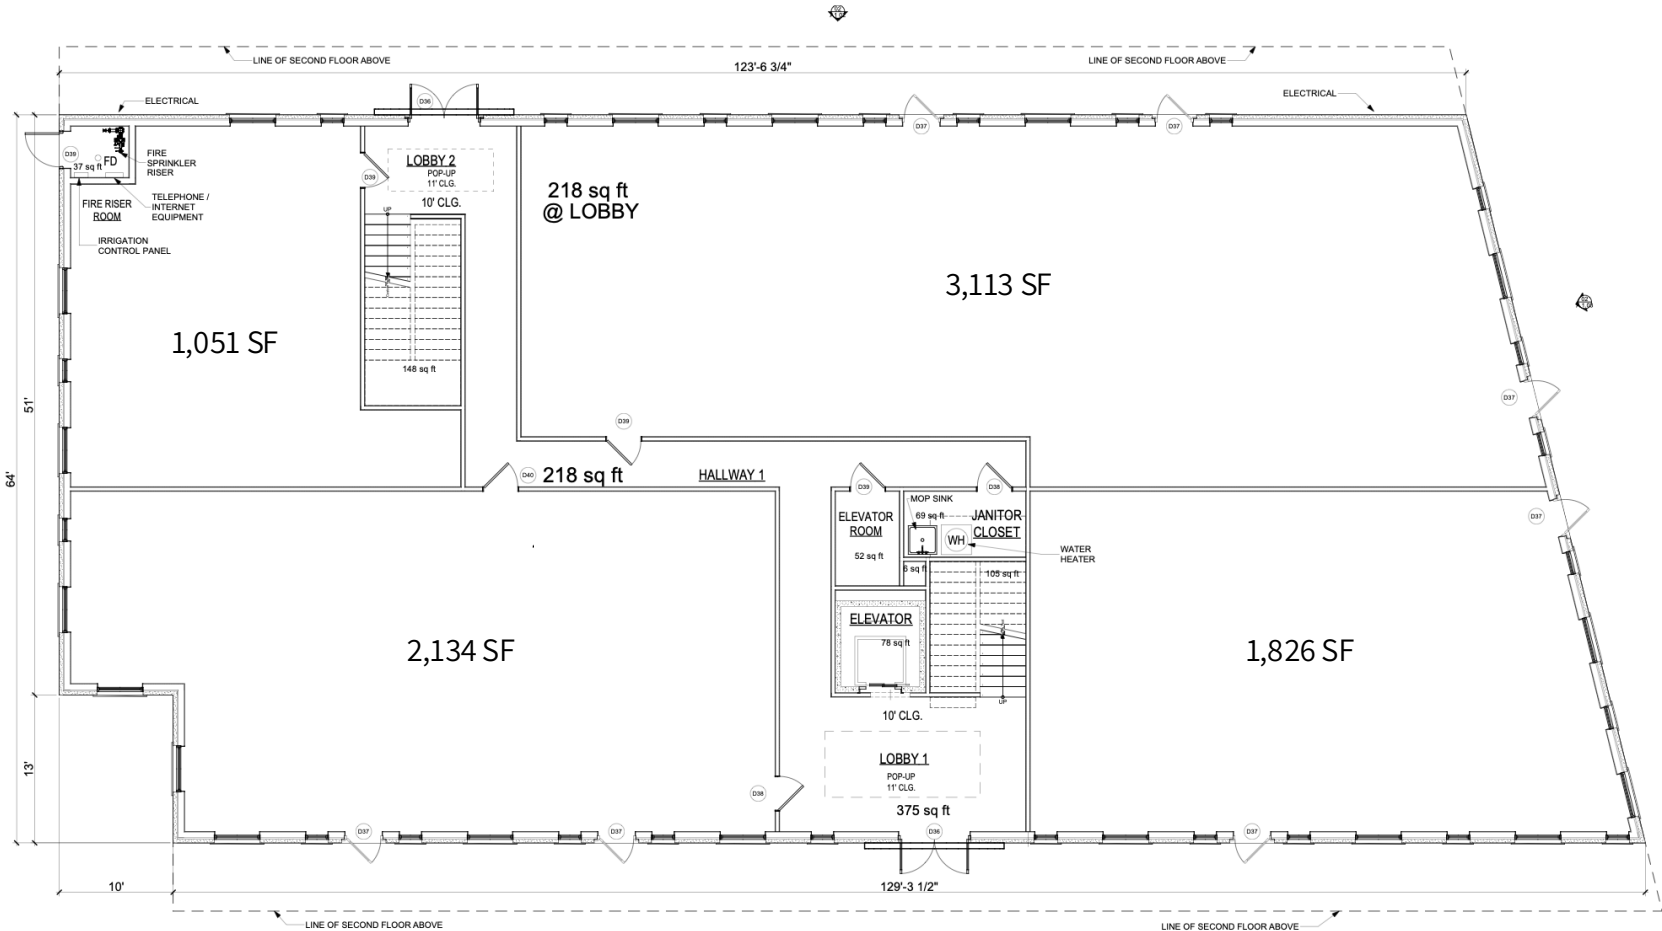 LINE OF SECOND FLOOR ABOVE
LINE OF SECOND FLOOR ABOVE
123'-6 3/4"
ELECTRICAL
ELECTRICAL
D36
D37
D37
D39
37 sq ft
FD
FIRE
SPRINKLER
RISER
FIRE RISER
ROOM
TELEPHONE /
INTERNET
EQUIPMENT
IRRIGATION
CONTROL PANEL
LOBBY 2
POP-UP
11' CLG.
10' CLG.
D39
UP
148 sq ft
218 sq ft
@ LOBBY
3,113 SF
1,051 SF
51'
64'
13'
D37
D39
D40
218 sq ft
HALLWAY 1
D39
D38
MOP SINK
69 sq ft
JANITOR
CLOSET
WH
WATER
HEATER
ELEVATOR
ROOM
52 sq ft
6 sq ft
105 sq ft
D37
ELEVATOR
78 sq ft
UP
2,134 SF
1,826 SF
10' CLG.
LOBBY 1
POP-UP
11' CLG.
375 sq ft
D38
D37
D37
D36
D37
10'
129'-3 1/2"
LINE OF SECOND FLOOR ABOVE
LINE OF SECOND FLOOR ABOVE